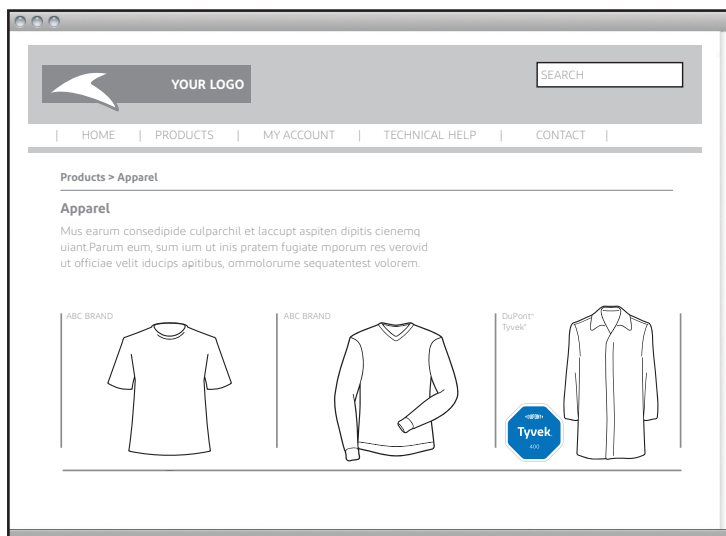 YOUR LOGO
SEARCH
| HOME | PRODUCTS | MY ACCOUNT | TECHNICAL HELP | CONTACT |
Products > Apparel
Apparel
Mus earum consedipide culparchil et laccupt aspiten dipitis cienemq
uiant.Parum eum, sum ium ut inis pratem fugiate mporum res verovid
ut officiae velit iducips apitibus, ommolorume sequatentest volorem.
ABC BRAND
ABC BRAND
DuPont™
Tyvek®
‹DUPONT›
Tyvek.
400